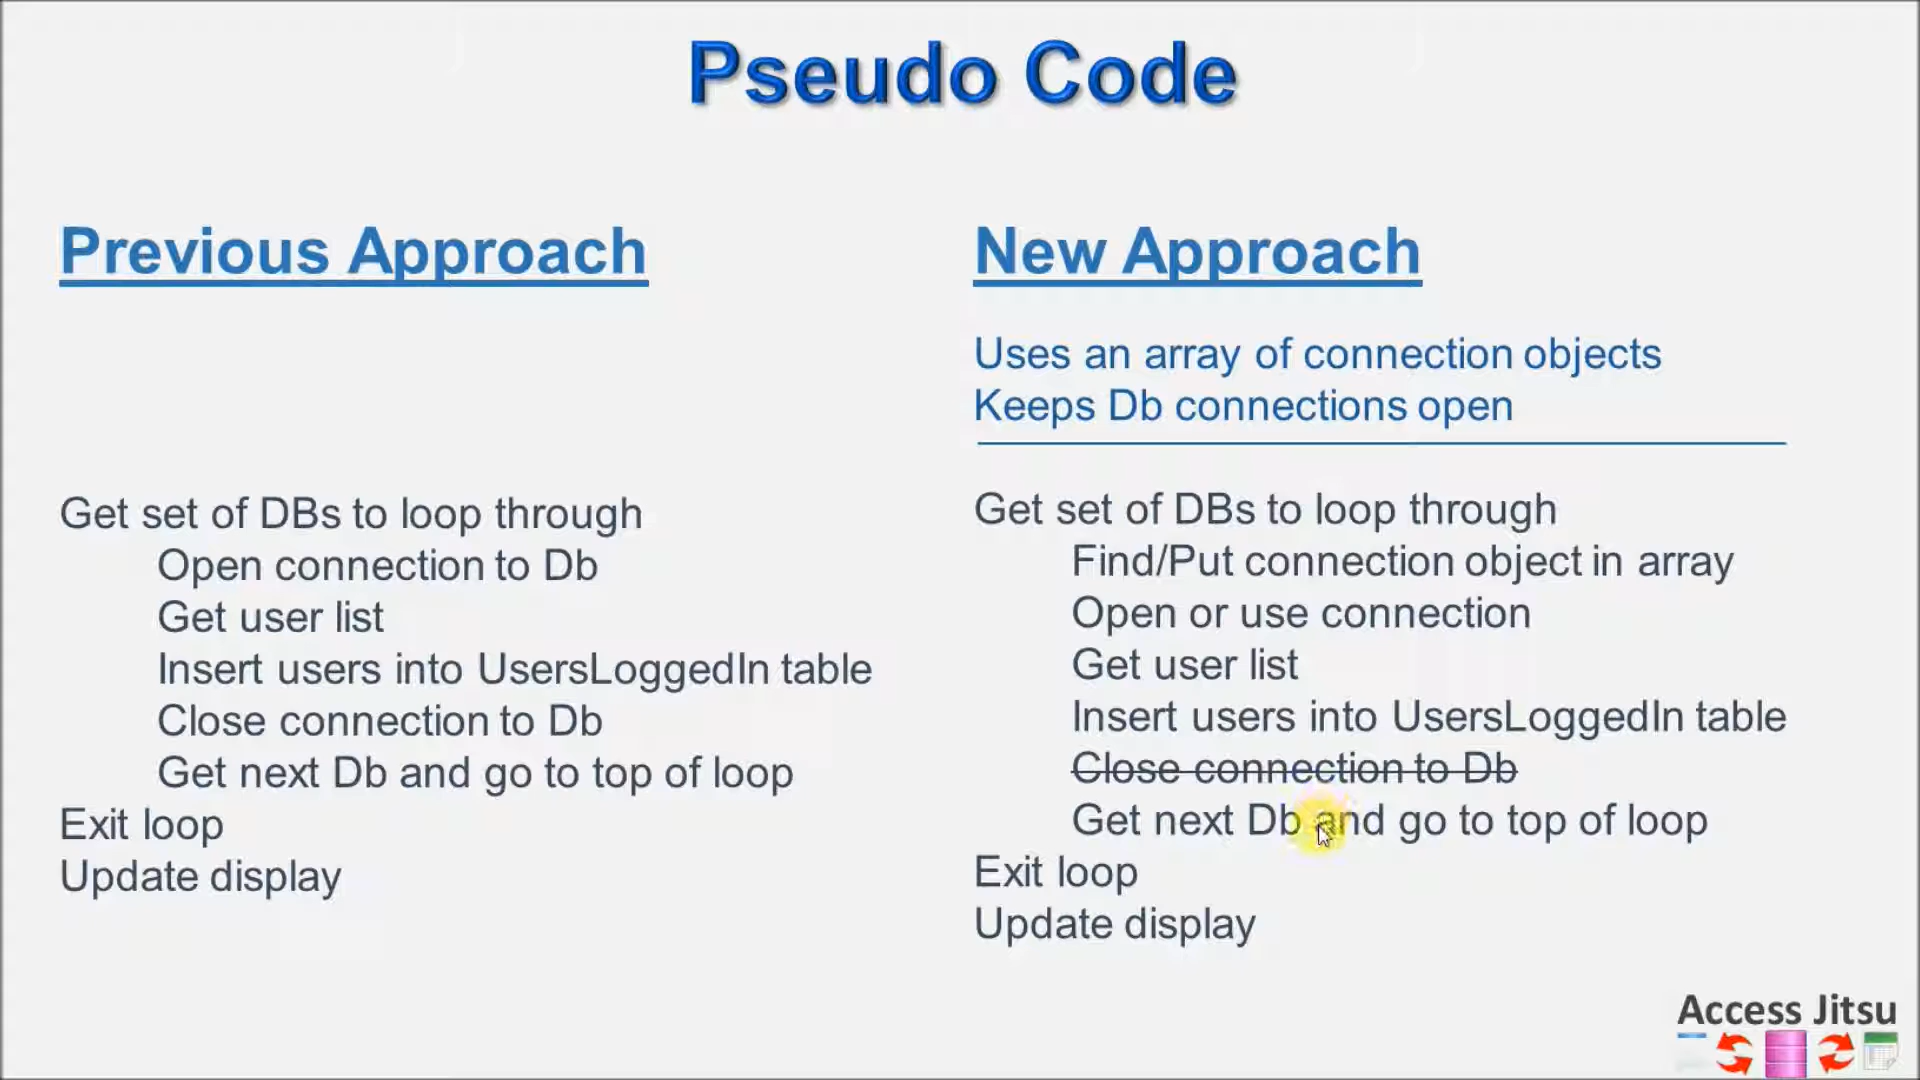 Pseudo Code
Previous Approach
Get set of DBs to loop through
Open connection to Db
Get user list
Insert users into UsersLoggedIn table
Close connection to Db
Get next Db and go to top of loop
Exit loop
Update display
New Approach
Uses an array of connection objects
Keeps Db connections open
Get set of DBs to loop through
Find/Put connection object in array
Open or use connection
Get user list
Insert users into UsersLoggedIn table
Close connection to Db
Get next Db and go to top of loop
Exit loop
Update display
Access Jitsu